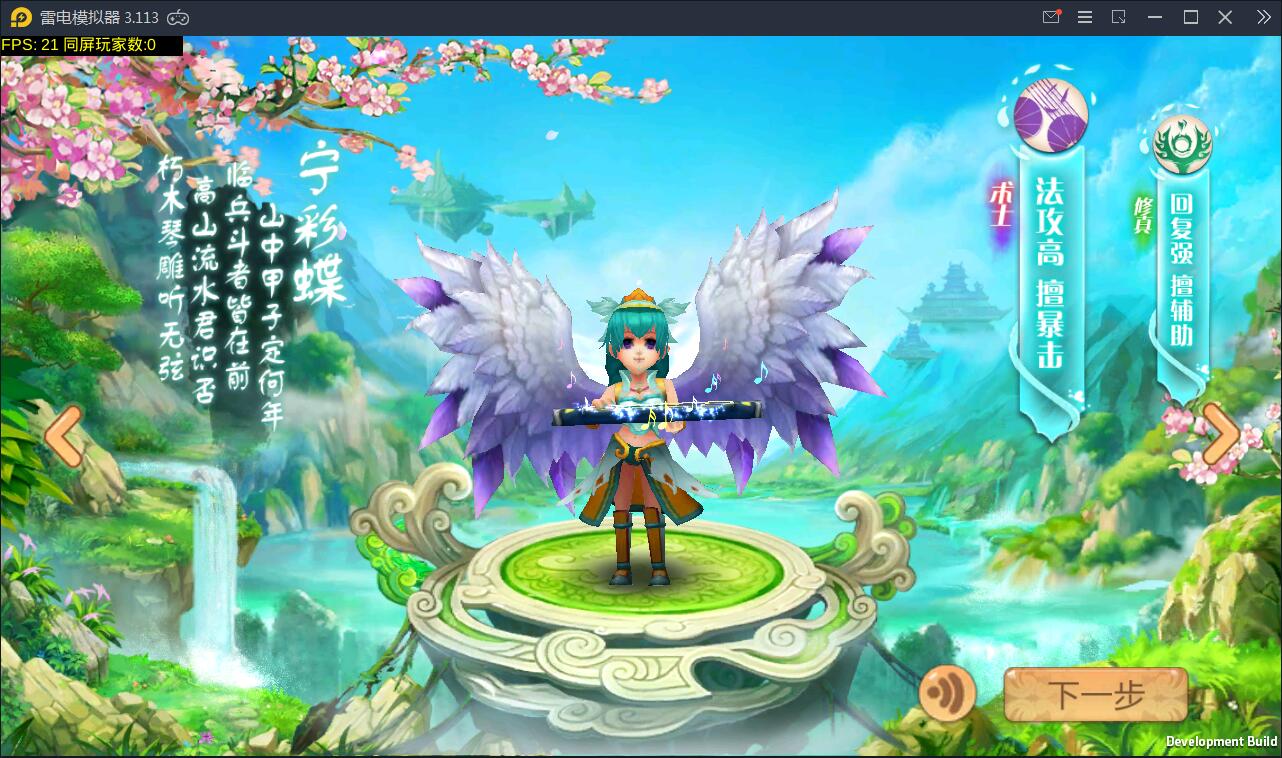 雷电模拟器 3.113
FPS: 21 同屏玩家数:0
宁彩蝶
山中甲子定何年
临兵斗者皆在前
高山流水君识否
朽木琴雕听无弦
术士
法攻高 擅暴击
修真
回复强 擅辅助
下一步
Development Build